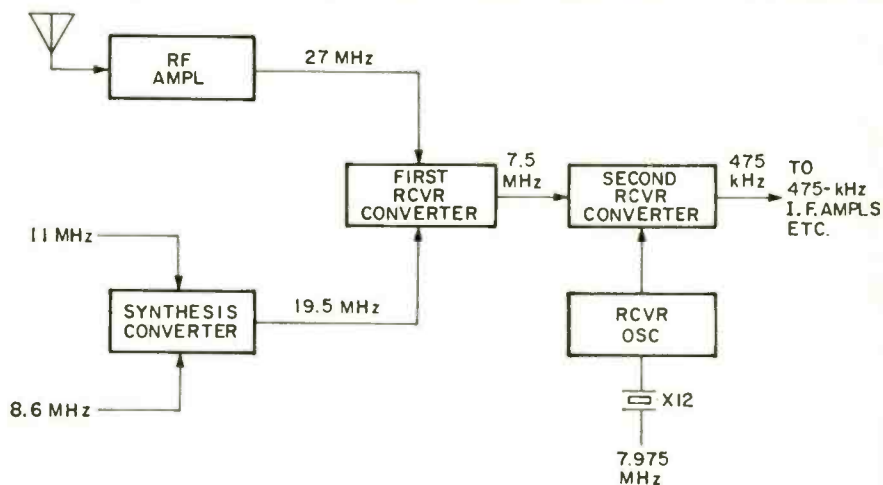 RF
AMPL
27 MHz
FIRST
RCVR
CONVERTER
7.5
MHz
SECOND
RCVR
CONVERTER
475
kHz
TO
475-kHz
I.F. AMPLS
ETC.
11 MHz
SYNTHESIS
CONVERTER
19.5 MHz
8.6 MHz
RCVR
OSC
X12
7.975
MHz